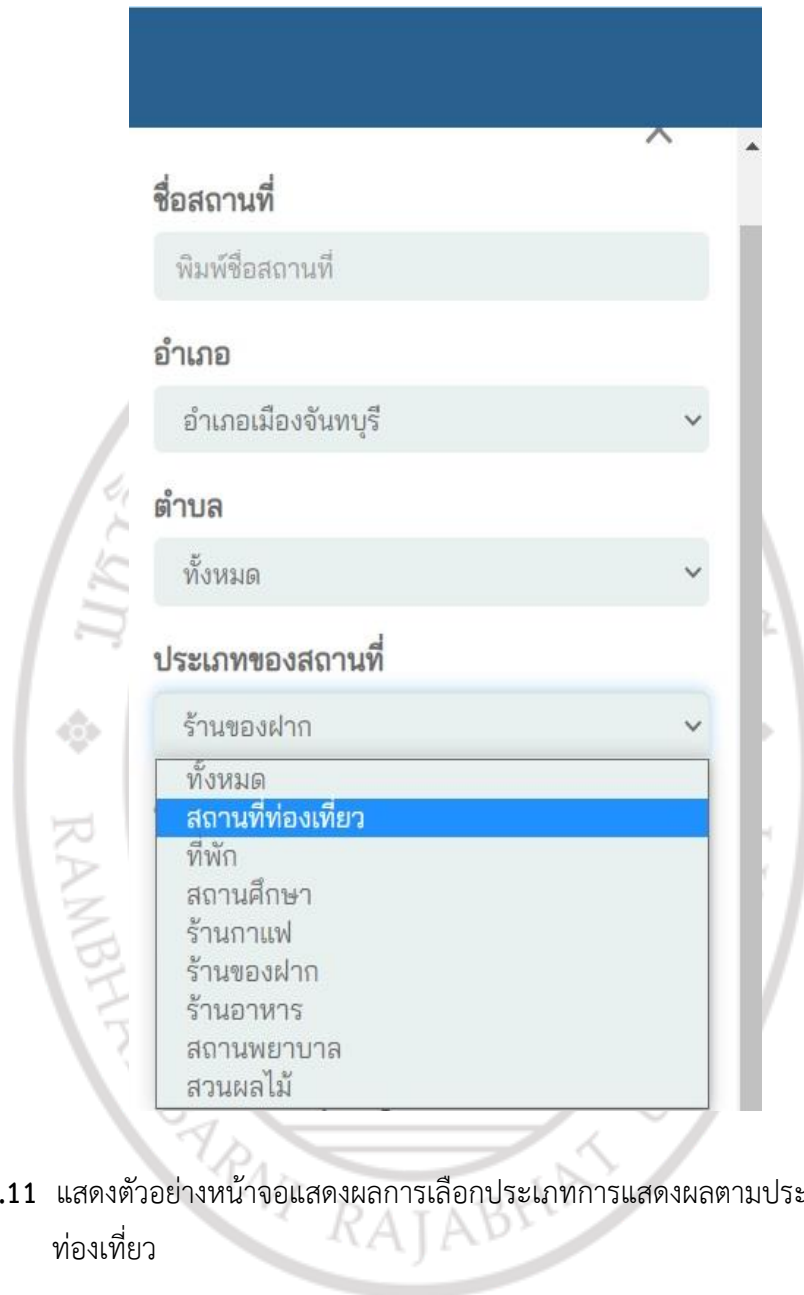 ชื่อสถานที่
พิมพ์ชื่อสถานที่
อำเภอ
อำเภอเมืองจันทบุรี
ตำบล
ทั้งหมด
ประเภทของสถานที่
ร้านของฝาก
ทั้งหมด
สถานที่ท่องเที่ยว
ที่พัก
สถานศึกษา
ร้านกาแฟ
ร้านของฝาก
ร้านอาหาร
สถานพยาบาล
สวนผลไม้
.11 แสดงตัวอย่างหน้าจอแสดงผลการเลือกประเภทการแสดงผลตามประ
ท่องเที่ยว
RAJABHAT